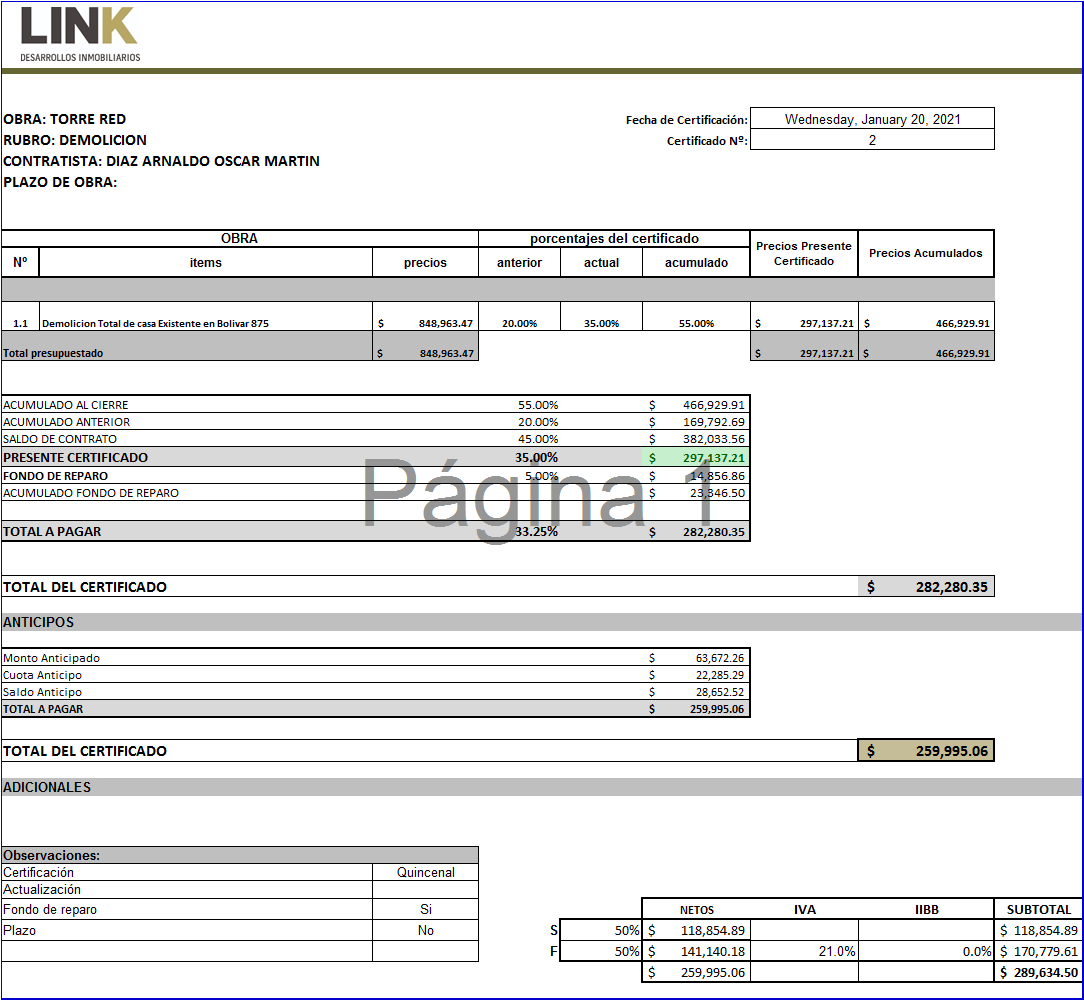 LINK
DESARROLLOS INMOBILIARIOS
OBRA: TORRE RED
Fecha de Certificación: Wednesday, January 20, 2021
RUBRO: DEMOLICION
Certificado Nº: 2
CONTRATISTA: DIAZ ARNALDO OSCAR MARTIN
PLAZO DE OBRA:
OBRA porcentajes del certificado Precios Presente Certificado Precios Acumulados
Nº items precios anterior actual acumulado
1.1 Demolicion Total de casa Existente en Bolivar 875 $ 848,963.47 20.00% 35.00% 55.00% $ 297,137.21 $ 466,929.91
Total presupuestado $ 848,963.47 $ 297,137.21 $ 466,929.91
ACUMULADO AL CIERRE 55.00% $ 466,929.91
ACUMULADO ANTERIOR 20.00% $ 169,792.69
SALDO DE CONTRATO 45.00% $ 382,033.56
PRESENTE CERTIFICADO 35.00% $ 297,137.21
FONDO DE REPARO 5.00% $ 14,856.86
ACUMULADO FONDO DE REPARO $ 23,346.50
Página 1
TOTAL A PAGAR 33.25% $ 282,280.35
TOTAL DEL CERTIFICADO $ 282,280.35
ANTICIPOS
Monto Anticipado $ 63,672.26
Cuota Anticipo $ 22,285.29
Saldo Anticipo $ 28,652.52
TOTAL A PAGAR $ 259,995.06
TOTAL DEL CERTIFICADO $ 259,995.06
ADICIONALES
Observaciones:
Certificación Quincenal
Actualización
Fondo de reparo Si
Plazo No
NETOS IVA IIBB SUBTOTAL
S 50% $ 118,854.89 $ 118,854.89
F 50% $ 141,140.18 21.0% 0.0% $ 170,779.61
$ 259,995.06 $ 289,634.50